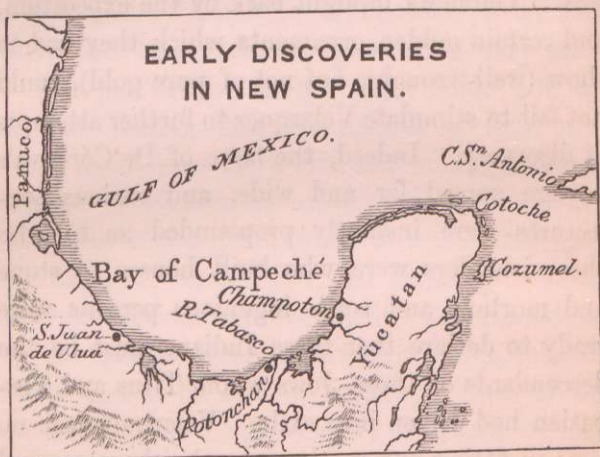 EARLY DISCOVERIES
IN NEW SPAIN.
GULF OF MEXICO.
Panuco
C. Sn. Antonio
Cotoche
Cozumel
Bay of Campeché
Champoton
R. Tabasco
Yucatan
S. Juan
de Ulua
Potonchan